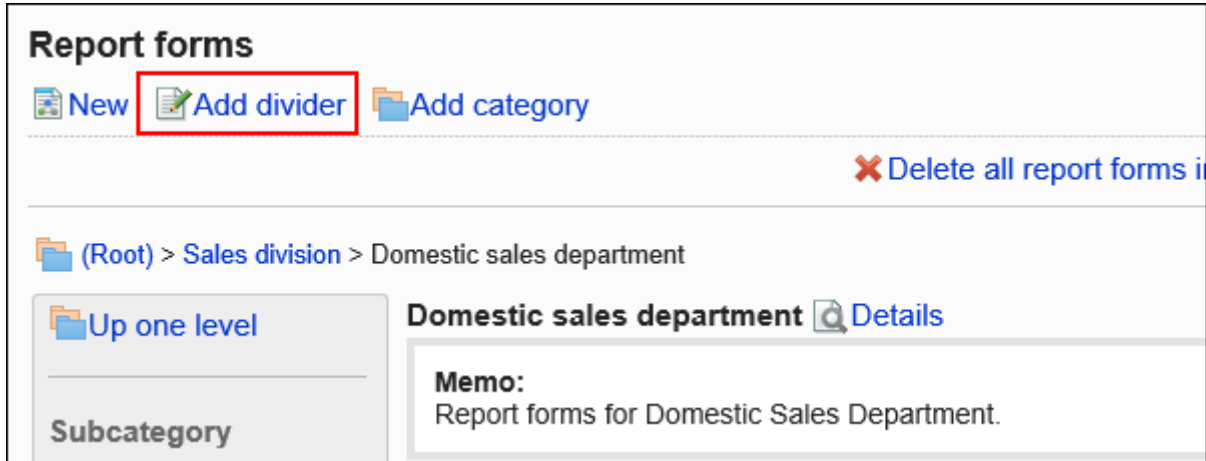 Report forms
New Add divider Add category
Delete all report forms
(Root) > Sales division > Domestic sales department
Up one level
Subcategory
Domestic sales department Details
Memo:
Report forms for Domestic Sales Department.